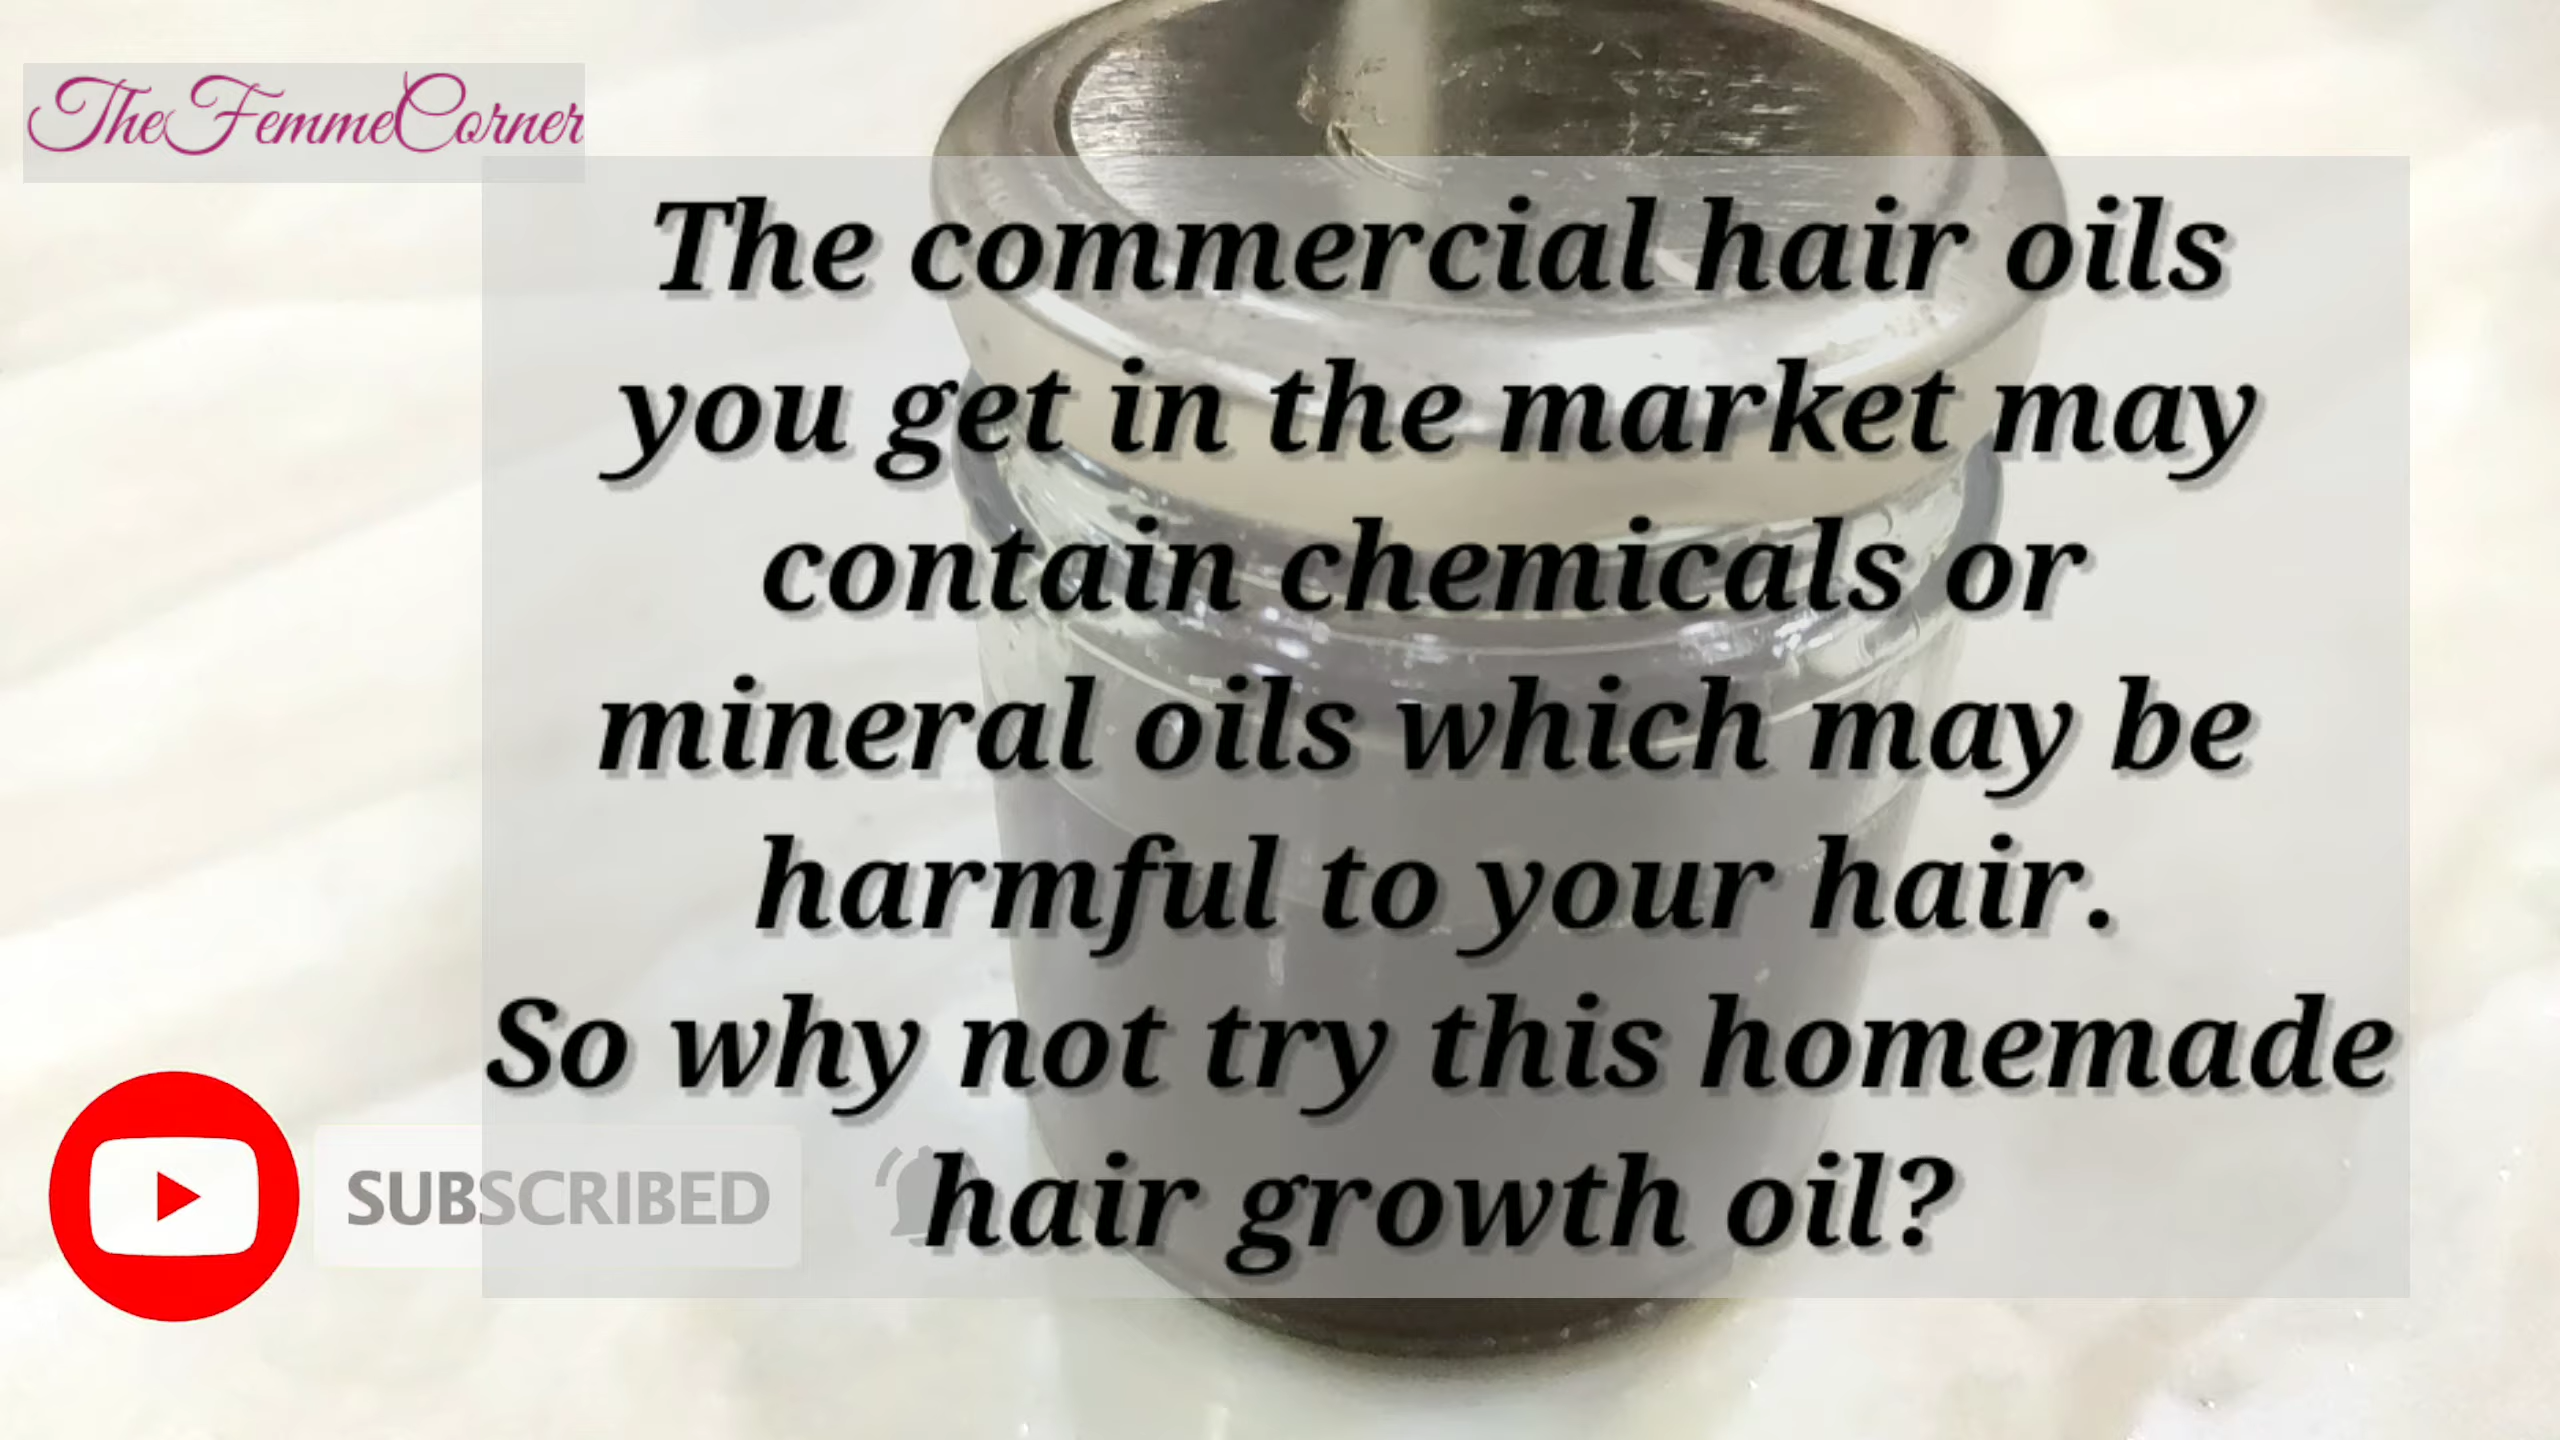 TheFemmeCorner
The commercial hair oils
you get in the market may
contain chemicals or
mineral oils which may be
harmful to your hair.
So why not try this homemade
hair growth oil?
SUBSCRIBED